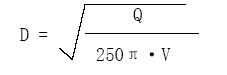 D = √(Q / 250π·V)